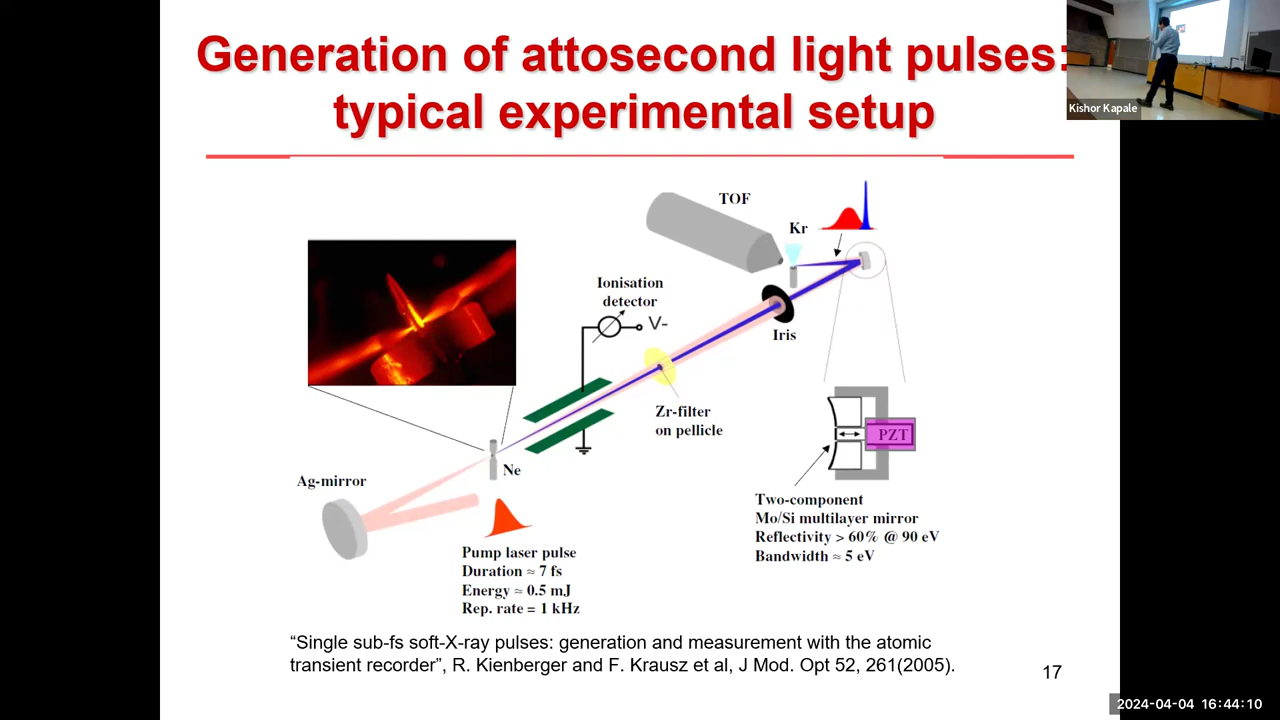 Generation of attosecond light pulses:
typical experimental setup
Kishor Kapale
TOF
Kr
Ionisation
detector
V-
Iris
Zr-filter
on pellicle
PZT
Ne
Ag-mirror
Two-component
Mo/Si multilayer mirror
Reflectivity > 60% @ 90 eV
Bandwidth ≈ 5 eV
Pump laser pulse
Duration ≈ 7 fs
Energy ≈ 0.5 mJ
Rep. rate = 1 kHz
“Single sub-fs soft-X-ray pulses: generation and measurement with the atomic
transient recorder”, R. Kienberger and F. Krausz et al, J Mod. Opt 52, 261(2005).
17
2024-04-04 16:44:10